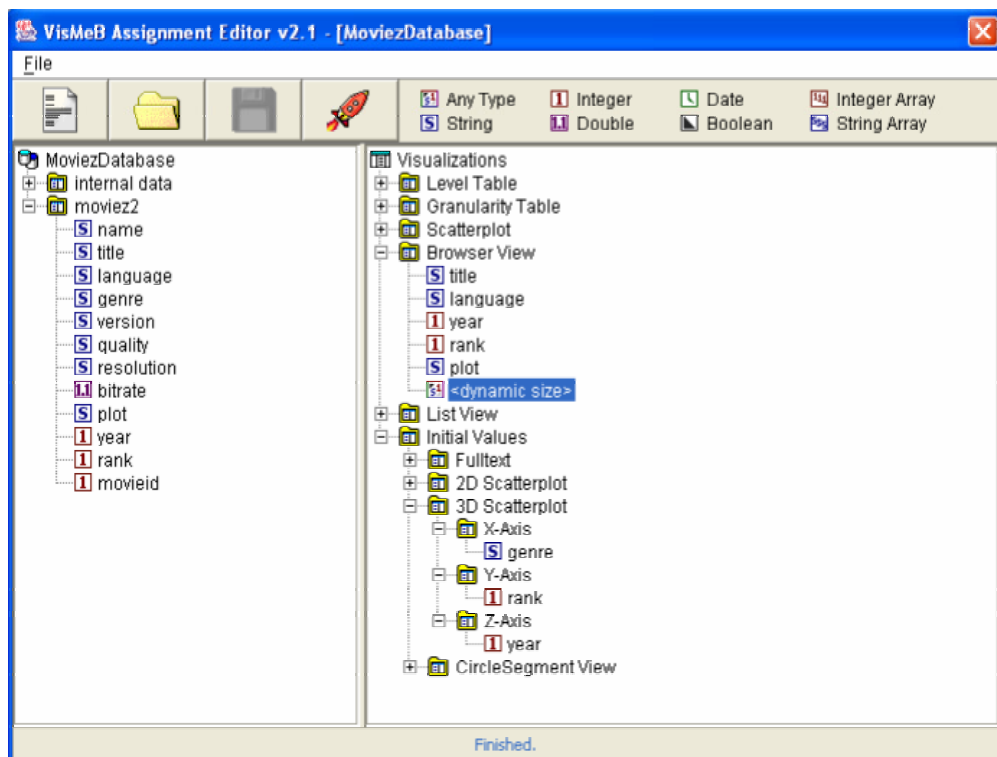 VisMeB Assignment Editor v2.1 - [MoviezDatabase]
File
Any Type Integer Date Integer Array
String Double Boolean String Array
MoviezDatabase
internal data
moviez2
name
title
language
genre
version
quality
resolution
bitrate
plot
year
rank
movieid
Visualizations
Level Table
Granularity Table
Scatterplot
Browser View
title
language
year
rank
plot
<dynamic size>
List View
Initial Values
Fulltext
2D Scatterplot
3D Scatterplot
X-Axis
genre
Y-Axis
rank
Z-Axis
year
CircleSegment View
Finished.